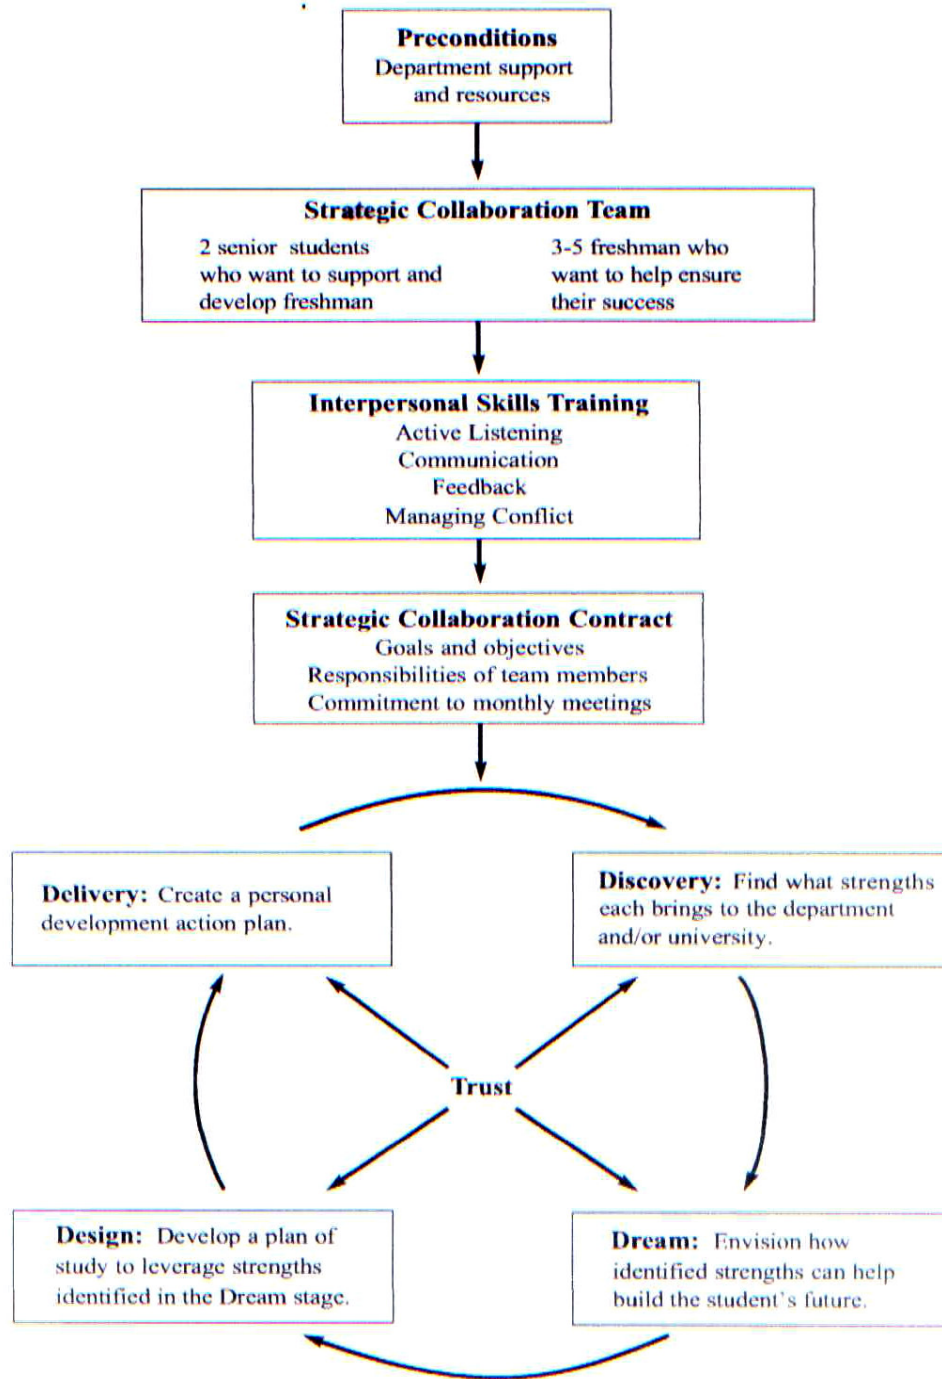 Preconditions
Department support
and resources
Strategic Collaboration Team
2 senior students
who want to support and
develop freshman
3-5 freshman who
want to help ensure
their success
Interpersonal Skills Training
Active Listening
Communication
Feedback
Managing Conflict
Strategic Collaboration Contract
Goals and objectives
Responsibilities of team members
Commitment to monthly meetings
Delivery: Create a personal
development action plan.
Discovery: Find what strengths
each brings to the department
and/or university.
Trust
Design: Develop a plan of
study to leverage strengths
identified in the Dream stage.
Dream: Envision how
identified strengths can help
build the student's future.